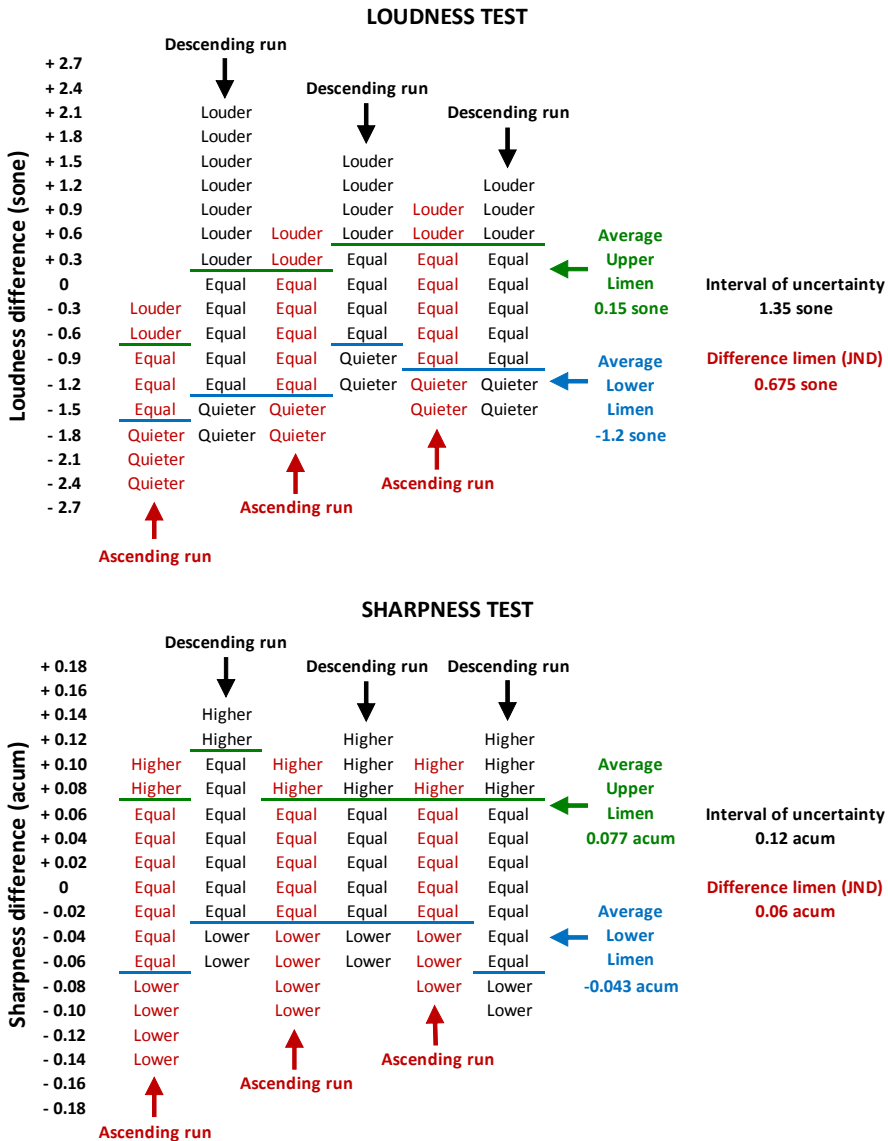 LOUDNESS TEST
Descending run
+ 2.7
+ 2.4 Descending run
+ 2.1 Louder Descending run
+ 1.8 Louder
+ 1.5 Louder Louder
+ 1.2 Louder Louder Louder
+ 0.9 Louder Louder Louder Louder
+ 0.6 Louder Louder Louder Louder Louder Average
+ 0.3 Louder Louder Equal Equal Equal Upper
0 Equal Equal Equal Equal Equal Limen Interval of uncertainty
- 0.3 Louder Equal Equal Equal Equal Equal 0.15 sone 1.35 sone
- 0.6 Louder Equal Equal Equal Equal Equal
- 0.9 Equal Equal Equal Quieter Equal Equal Average Difference limen (JND)
- 1.2 Equal Equal Equal Quieter Quieter Quieter Lower 0.675 sone
- 1.5 Equal Quieter Quieter Quieter Quieter Limen
- 1.8 Quieter Quieter Quieter -1.2 sone
- 2.1 Quieter
- 2.4 Quieter Ascending run
- 2.7 Ascending run
Ascending run
Loudness difference (sone)
SHARPNESS TEST
Descending run
+ 0.18 Descending run Descending run
+ 0.16
+ 0.14 Higher
+ 0.12 Higher Higher Higher
+ 0.10 Higher Equal Higher Higher Higher Higher Average
+ 0.08 Higher Equal Higher Higher Higher Higher Upper
+ 0.06 Equal Equal Equal Equal Equal Equal Limen Interval of uncertainty
+ 0.04 Equal Equal Equal Equal Equal Equal 0.077 acum 0.12 acum
+ 0.02 Equal Equal Equal Equal Equal Equal
0 Equal Equal Equal Equal Equal Equal Difference limen (JND)
- 0.02 Equal Equal Equal Equal Equal Equal Average 0.06 acum
- 0.04 Equal Lower Lower Lower Lower Equal Lower
- 0.06 Equal Lower Lower Lower Lower Equal Limen
- 0.08 Lower Lower Lower Lower -0.043 acum
- 0.10 Lower Lower Lower
- 0.12 Lower
- 0.14 Lower Ascending run
- 0.16 Ascending run
- 0.18
Ascending run
Sharpness difference (acum)